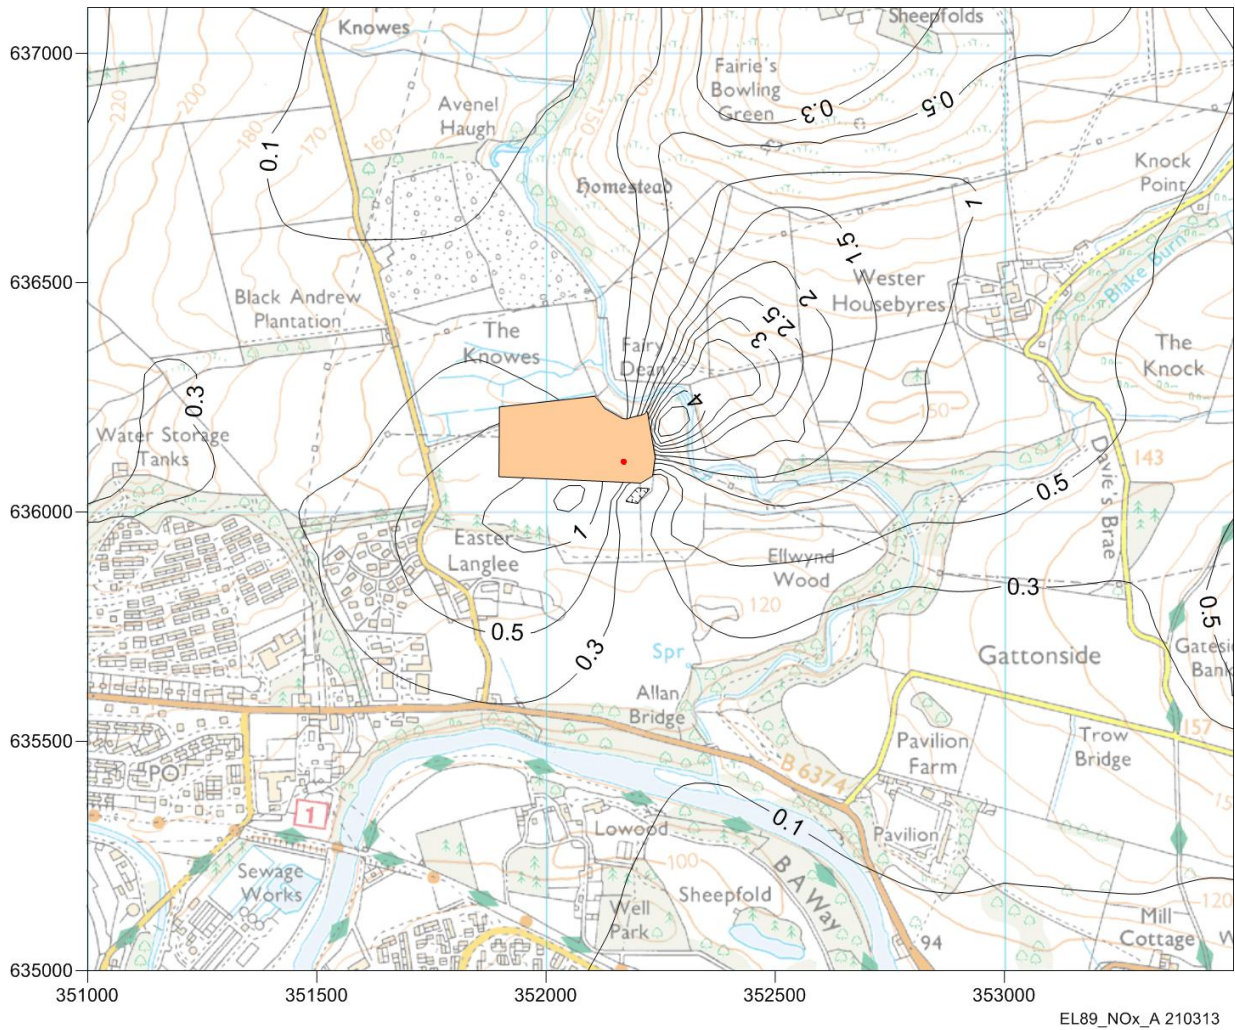 637000
636500
636000
635500
635000
351000
351500
352000
352500
353000
Knowes
Sheepfolds
Fairie's
Bowling
Green
0.3
0.5
220
200
180
170
160
150
Avenel
Haugh
0.1
Homestead
Knock
Point
1
1.5
Wester
Housebyres
Blake Burn
Black Andrew
Plantation
The
Knowes
Fairy
Dean
2
2.5
3
4
The
Knock
0.3
150
Water Storage
Tanks
Davie's Brae
143
0.5
Easter
Langlee
1
Ellwynd
Wood
120
0.3
0.5
0.5
0.3
Spr
Gattonside
Allan
Bridge
157
Pavilion
Farm
Trow
Bridge
B 6374
PO
1
0.1
Lowood
Pavilion
Sewage
Works
100
Sheepfold
B A Way
Well
Park
94
120
Mill
Cottage
EL89_NOx_A 210313